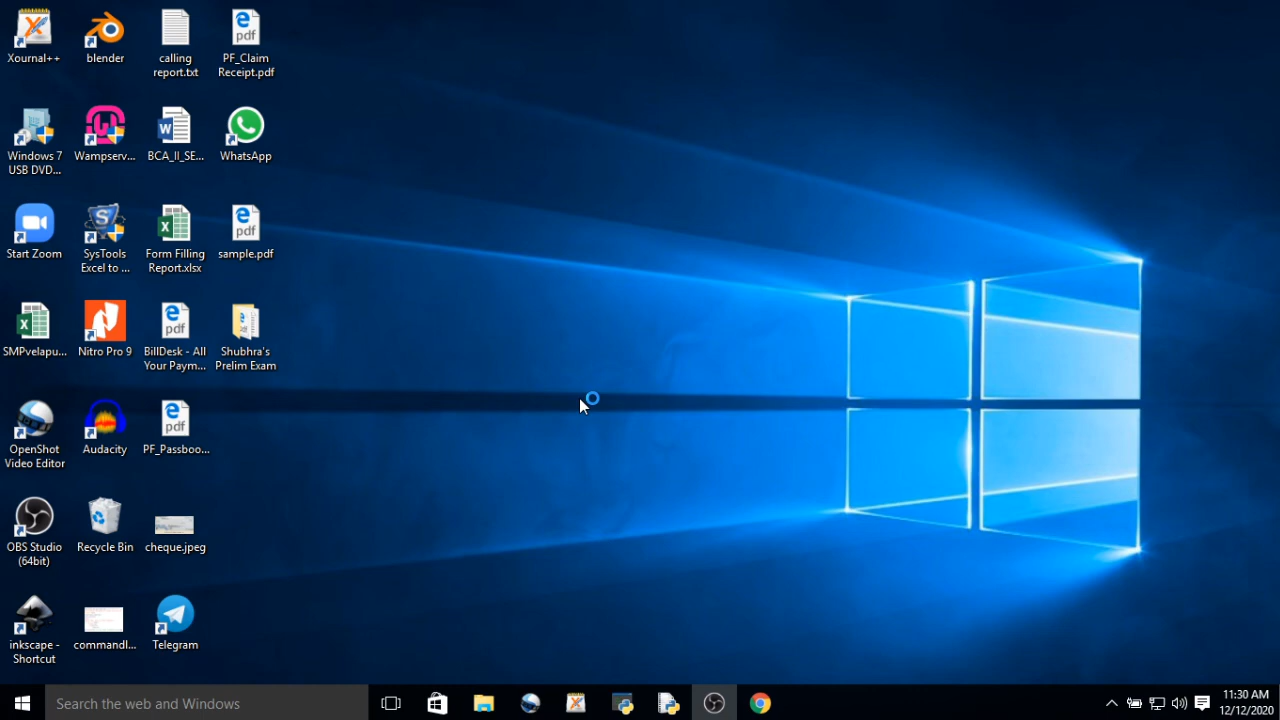 Xournal++
blender
calling
report.txt
PF_Claim
Receipt.pdf
Windows 7
USB DVD...
Wampserv...
BCA_II_SE...
WhatsApp
Start Zoom
SysTools
Excel to ...
Form Filling
Report.xlsx
sample.pdf
SMPvelapu...
Nitro Pro 9
BillDesk - All
Your Paym...
Shubhra's
Prelim Exam
OpenShot
Video Editor
Audacity
PF_Passboo...
OBS Studio
(64bit)
Recycle Bin
cheque.jpeg
inkscape -
Shortcut
commandl...
Telegram
Search the web and Windows
11:30 AM
12/12/2020